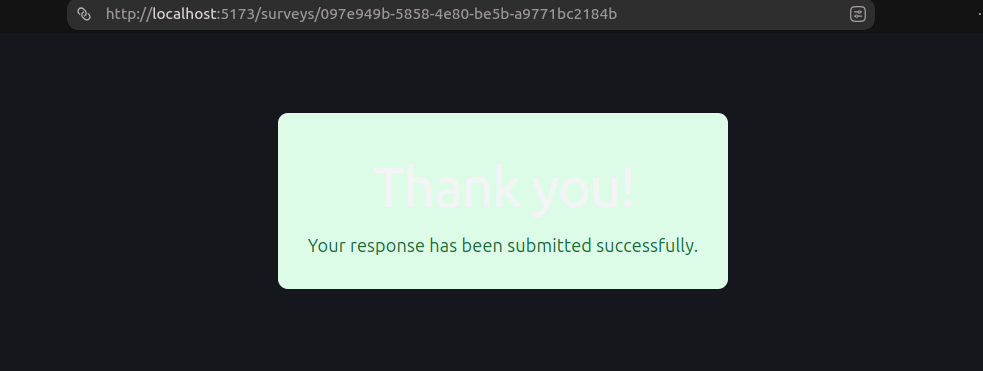 http://localhost:5173/surveys/097e949b-5858-4e80-be5b-a9771bc2184b
Thank you!
Your response has been submitted successfully.